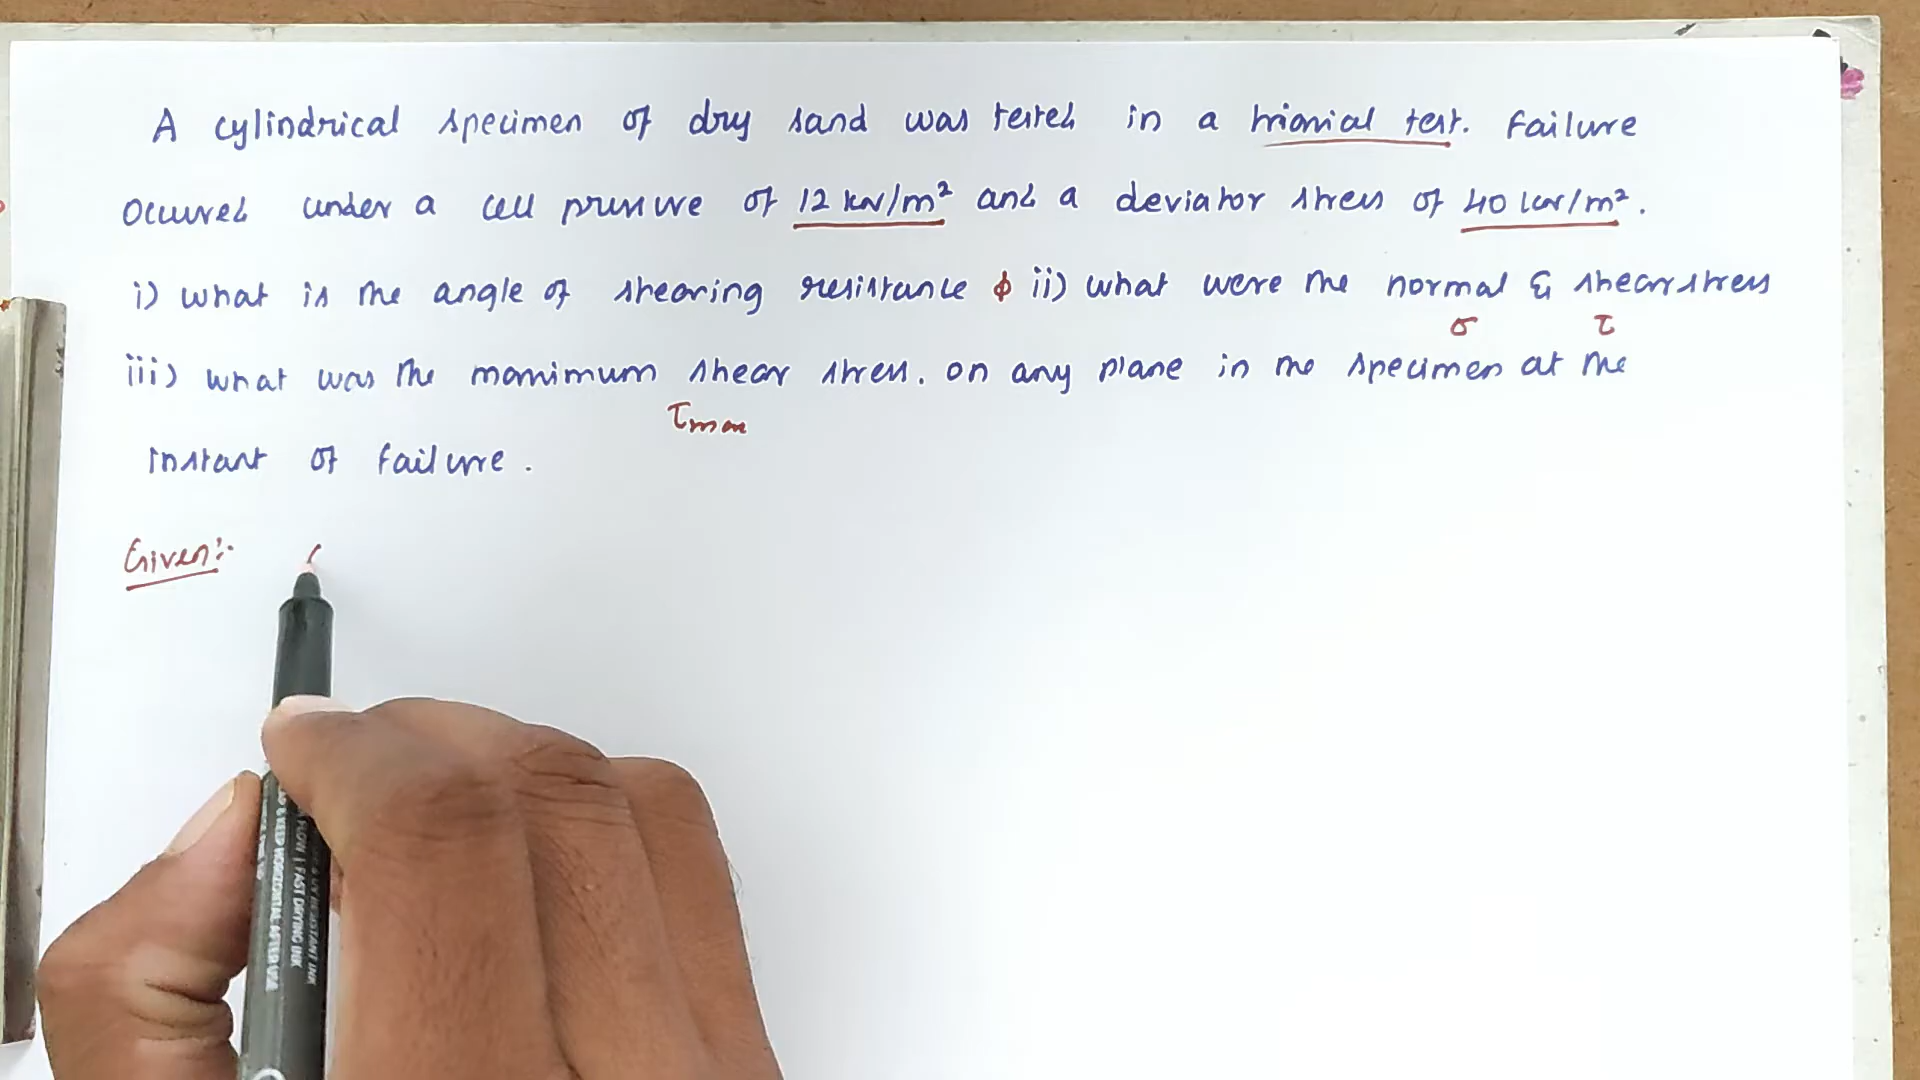 A cylindrical specimen of dry sand was tested in a triaxial test. Failure
occured under a cell pressure of 12 kN/m² and a deviator stress of 40 kN/m².
i) what is the angle of shearing resistance ϕ ii) what were the normal & shear stress
σ τ
iii) what was the maximum shear stress. on any plane in the specimen at the
τmax
instant of failure.
Given:-